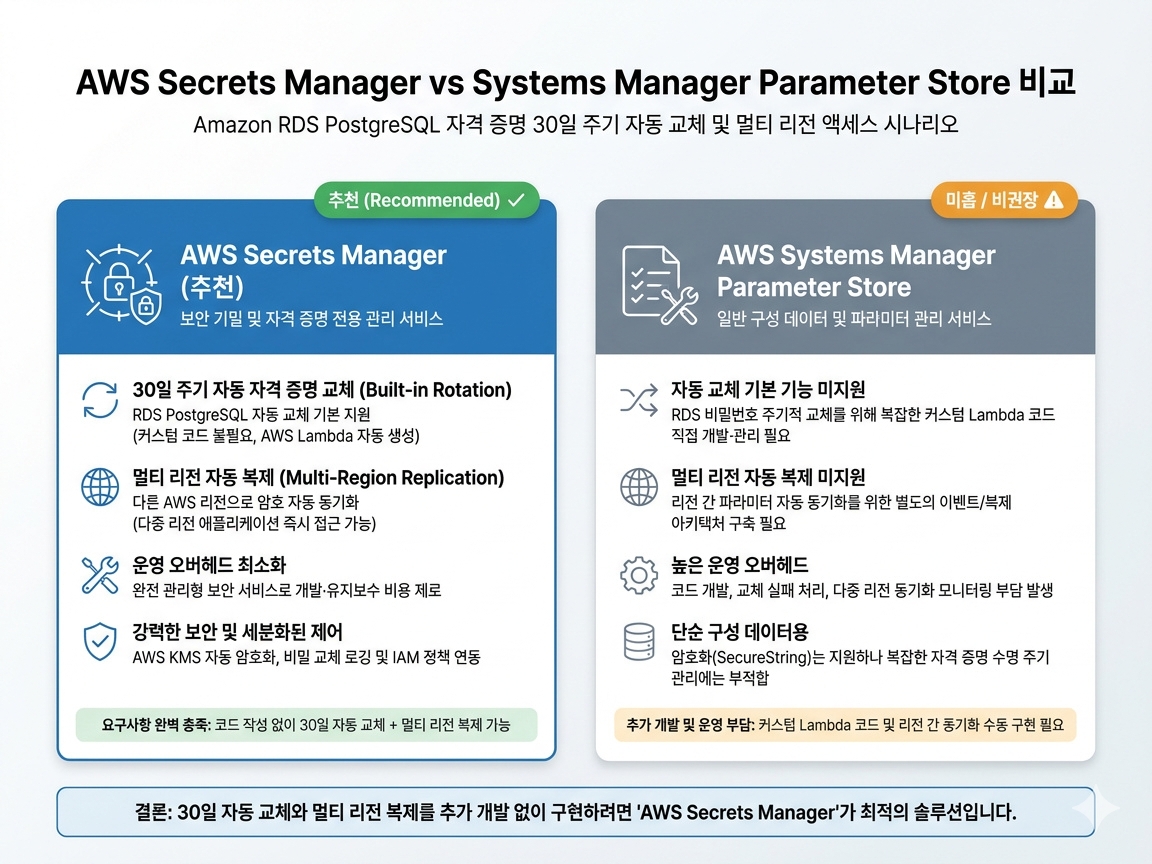 AWS Secrets Manager vs Systems Manager Parameter Store 비교
Amazon RDS PostgreSQL 자격 증명 30일 주기 자동 교체 및 멀티 리전 액세스 시나리오
추천 (Recommended)
AWS Secrets Manager
(추천)
보안 기밀 및 자격 증명 전용 관리 서비스
30일 주기 자동 자격 증명 교체 (Built-in Rotation)
RDS PostgreSQL 자동 교체 기본 지원
(커스텀 코드 불필요, AWS Lambda 자동 생성)
멀티 리전 자동 복제 (Multi-Region Replication)
다른 AWS 리전으로 암호 자동 동기화
(다중 리전 애플리케이션 즉시 접근 가능)
운영 오버헤드 최소화
완전 관리형 보안 서비스로 개발·유지보수 비용 제로
강력한 보안 및 세분화된 제어
AWS KMS 자동 암호화, 비밀 교체 로깅 및 IAM 정책 연동
요구사항 완벽 충족: 코드 작성 없이 30일 자동 교체 + 멀티 리전 복제 가능
미흡 / 비권장
AWS Systems Manager
Parameter Store
일반 구성 데이터 및 파라미터 관리 서비스
자동 교체 기본 기능 미지원
RDS 비밀번호 주기적 교체를 위해 복잡한 커스텀 Lambda 코드
직접 개발·관리 필요
멀티 리전 자동 복제 미지원
리전 간 파라미터 자동 동기화를 위한 별도의 이벤트/복제
아키텍처 구축 필요
높은 운영 오버헤드
코드 개발, 교체 실패 처리, 다중 리전 동기화 모니터링 부담 발생
단순 구성 데이터용
암호화(SecureString)는 지원하나 복잡한 자격 증명 수명 주기
관리에는 부적합
추가 개발 및 운영 부담: 커스텀 Lambda 코드 및 리전 간 동기화 수동 구현 필요
결론: 30일 자동 교체와 멀티 리전 복제를 추가 개발 없이 구현하려면 'AWS Secrets Manager'가 최적의 솔루션입니다.